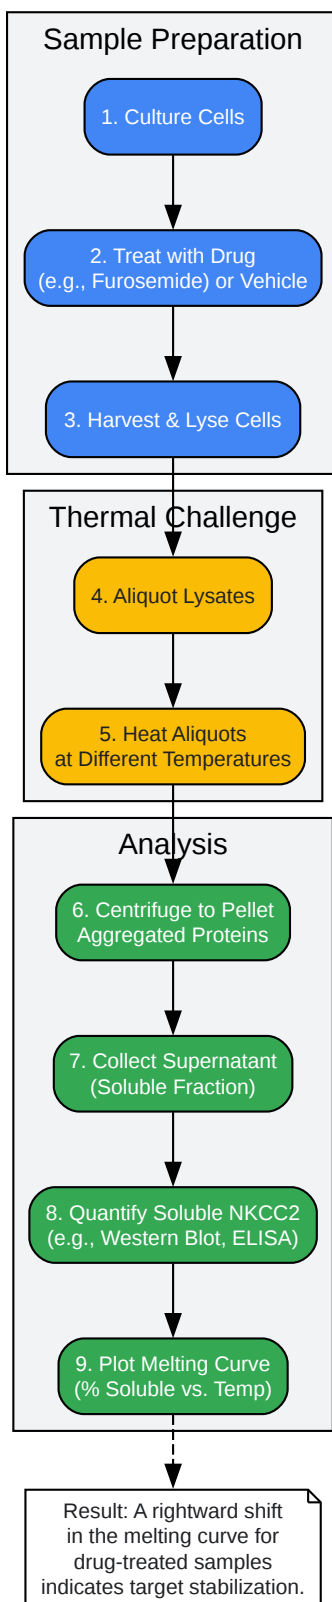 Sample Preparation
1. Culture Cells
2. Treat with Drug
(e.g., Furosemide) or Vehicle
3. Harvest & Lyse Cells
Thermal Challenge
4. Aliquot Lysates
5. Heat Aliquots
at Different Temperatures
Analysis
6. Centrifuge to Pellet
Aggregated Proteins
7. Collect Supernatant
(Soluble Fraction)
8. Quantify Soluble NKCC2
(e.g., Western Blot, ELISA)
9. Plot Melting Curve
(% Soluble vs. Temp)
Result: A rightward shift
in the melting curve for
drug-treated samples
indicates target stabilization.